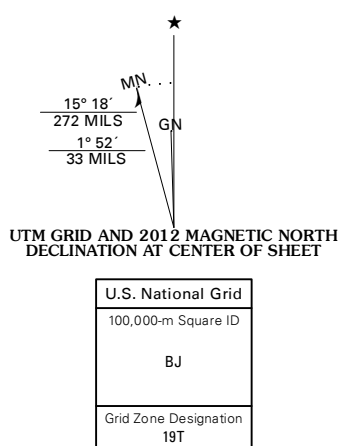 ★
MN
15° 18´
272 MILS
GN
1° 52´
33 MILS
UTM GRID AND 2012 MAGNETIC NORTH
DECLINATION AT CENTER OF SHEET
U.S. National Grid
100,000-m Square ID
BJ
Grid Zone Designation
19T